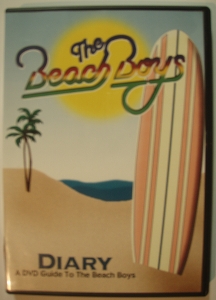 The
Beach Boys
DIARY
A DVD Guide To The Beach Boys